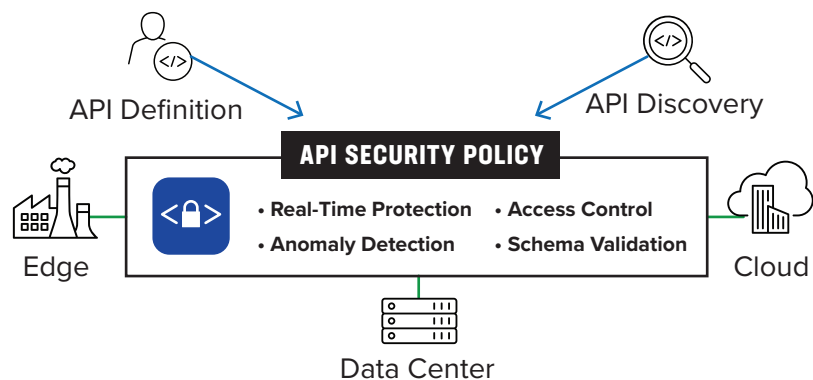 </>
</>
API Definition
API Discovery
API SECURITY POLICY
< >
• Real-Time Protection
• Access Control
• Anomaly Detection
• Schema Validation
Edge
Cloud
Data Center